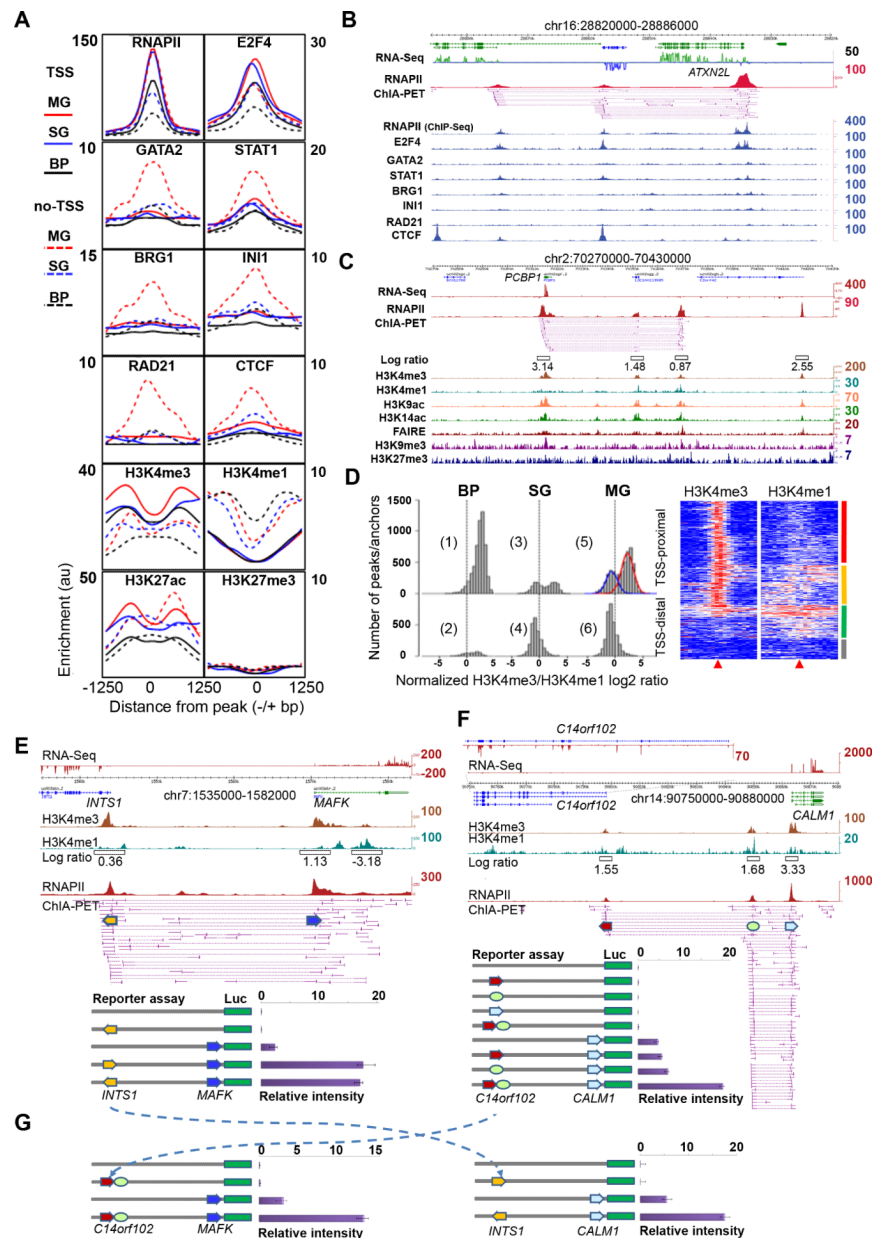 A
150
RNAPII
E2F4
30
TSS
MG
SG
BP
no-TSS
MG
SG
BP
10
GATA2
STAT1
20
15
BRG1
INI1
10
10
RAD21
CTCF
10
40
H3K4me3
H3K4me1
10
50
H3K27ac
H3K27me3
10
Enrichment (au)
-1250 0 1250 0 1250
Distance from peak (-/+ bp)
B
chr16:28820000-28886000
RNA-Seq
50
100
RNAPII
ATXN2L
ChIA-PET
RNAPII (ChIP-Seq)
400
E2F4
100
GATA2
100
STAT1
100
BRG1
100
INI1
100
RAD21
100
CTCF
100
C
chr2:70270000-70430000
PCBP1
RNA-Seq
400
RNAPII
90
ChIA-PET
Log ratio
3.14 1.48 0.87 2.55
H3K4me3
200
H3K4me1
30
H3K9ac
70
H3K14ac
30
FAIRE
20
H3K9me3
7
H3K27me3
7
D
BP SG MG
Number of peaks/anchors
1500
1000
500
0
(1) (3) (5)
500
0
(2) (4) (6)
-5 0 5 -5 0 5 -5 0 5
Normalized H3K4me3/H3K4me1 log2 ratio
TSS-proximal
TSS-distal
H3K4me3 H3K4me1
E
RNA-Seq
200
-200
INTS1
chr7:1535000-1582000
MAFK
H3K4me3
100
H3K4me1
100
Log ratio
0.36 1.13 -3.18
RNAPII
300
ChIA-PET
Reporter assay Luc 0 10 20
INTS1 MAFK Relative intensity
F
C14orf102
RNA-Seq
70
2000
C14orf102
chr14:90750000-90880000
CALM1
H3K4me3
100
H3K4me1
20
Log ratio
1.55 1.68 3.33
RNAPII
1000
ChIA-PET
Reporter assay Luc 0 10 20
C14orf102 CALM1 Relative intensity
G
0 5 10 15
C14orf102 MAFK Relative intensity
0 10 20
INTS1 CALM1 Relative intensity